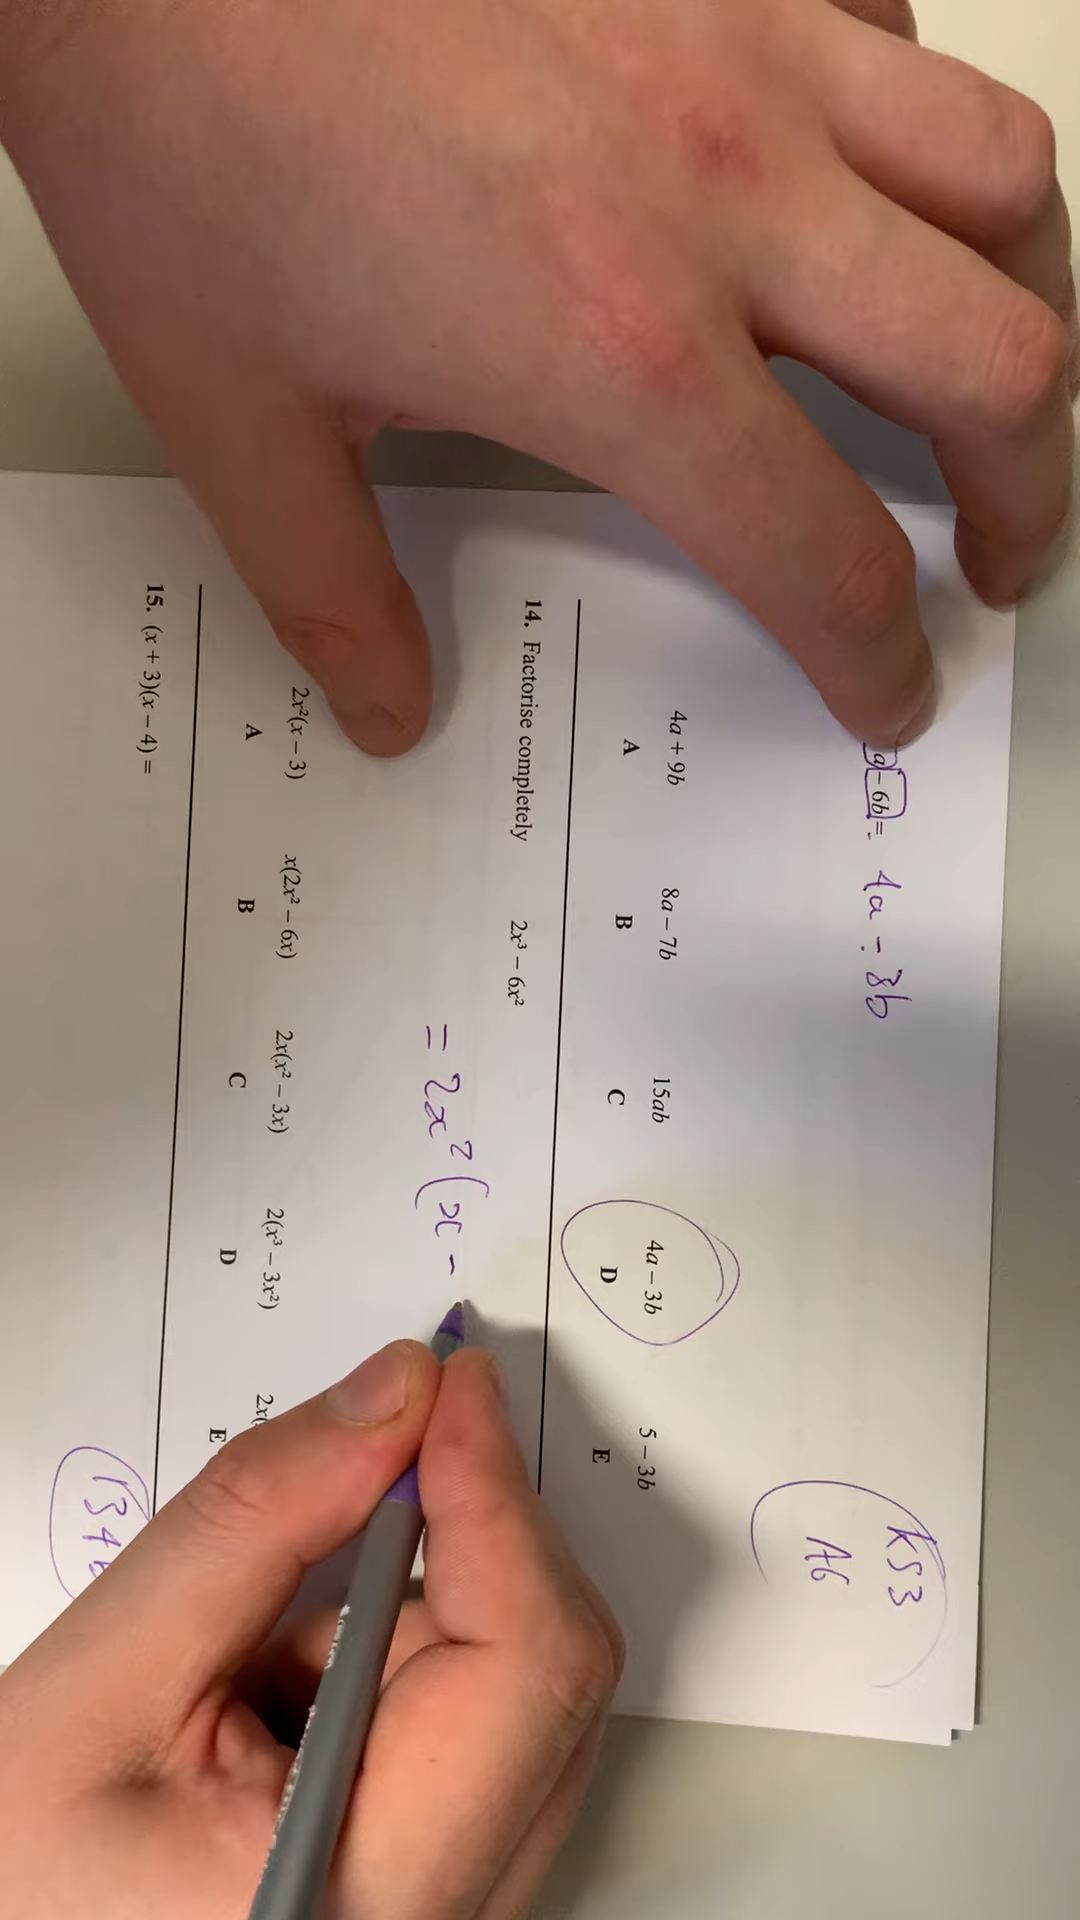 a – 6b = 4a - 3b
KS3
A6
4a + 9b 8a – 7b 15ab 4a – 3b 5 – 3b
A B C D E
14. Factorise completely 2x³ – 6x²
= 2x² (x -
2x²(x – 3) x(2x² – 6x) 2x(x² – 3x) 2(x³ – 3x²) 2x(
A B C D E
15. (x + 3)(x – 4) =